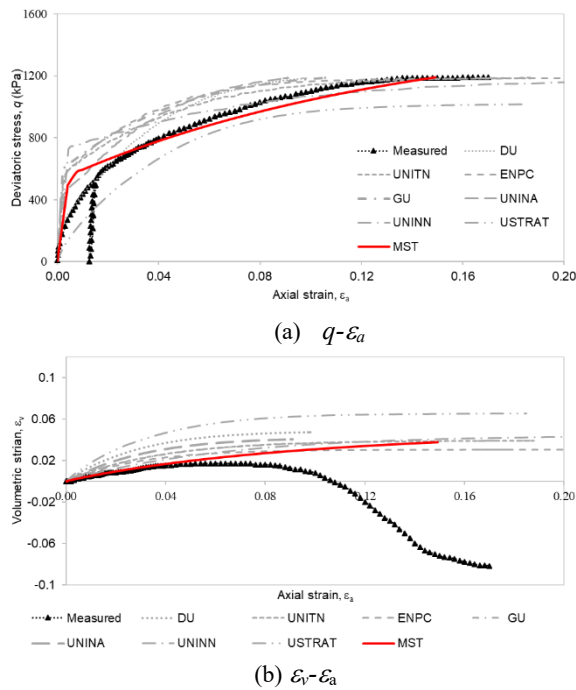 1600
1200
800
400
0
Deviatoric stress, q (kPa)
Measured DU
UNITN ENPC
GU UNINA
UNINN USTRAT
MST
0.00 0.04 0.08 0.12 0.16 0.20
Axial strain, εa
(a) q-εa
0.1
0.06
0.02
-0.02
-0.06
-0.1
Volumetric strian, εv
0.00 0.04 0.08 0.12 0.16 0.20
Axial strain, εa
Measured DU UNITN ENPC GU
UNINA UNINN USTRAT MST
(b) εv-εa